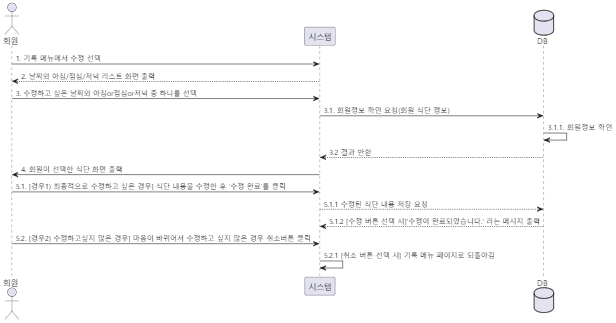 회원
시스템
DB
1. 기록 메뉴에서 수정 선택
2. 날짜와 아침/점심/저녁 리스트 화면 출력
3. 수정하고 싶은 날짜와 아침or점심or저녁 중 하나를 선택
3.1. 회원정보 확인 요청(회원 식단 정보)
3.1.1. 회원정보 확인
3.2 결과 반환
4. 회원이 선택한 식단 화면 출력
5.1. [경우1) 최종적으로 수정하고 싶은 경우) 식단 내용을 수정한 후 '수정 완료'를 클릭
5.1.1 수정된 식단 내용 저장 요청
5.1.2 [수정 버튼 선택 시]'수정이 완료되었습니다.' 라는 메시지 출력
5.2. [경우2) 수정하고싶지 않은 경우] 마음이 바뀌어서 수정하고 싶지 않은 경우 취소버튼 클릭
5.2.1 [취소 버튼 선택 시] 기록 메뉴 페이지로 되돌아감
회원
시스템
DB